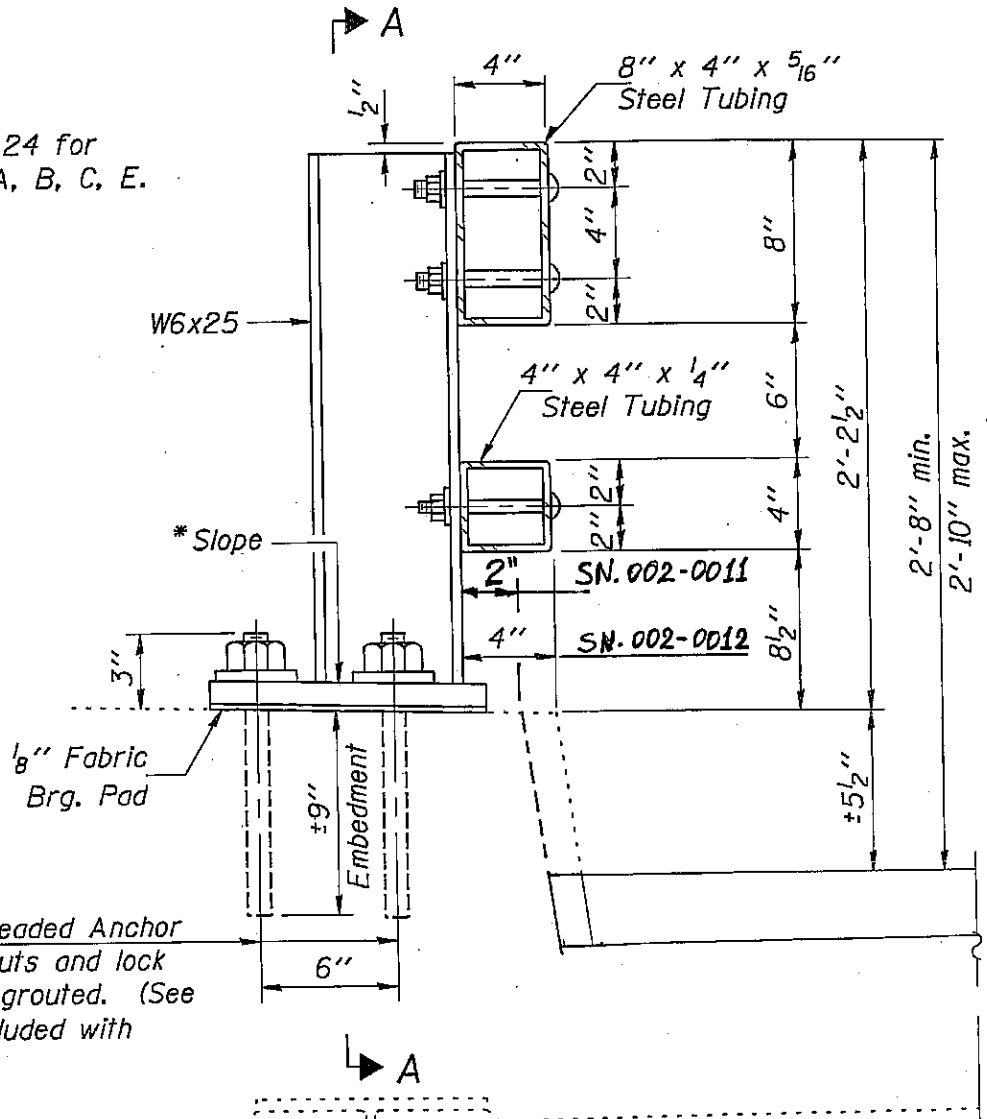 A
4"
8" x 4" x 5/16"
Steel Tubing
1/2"
24 for
A, B, C, E.
2"
4"
2"
8"
W6x25
4" x 4" x 1/4"
Steel Tubing
6"
2'-2 1/2"
2'-8" min.
2'-10" max.
2"
2"
4"
* Slope
2" SN. 002-0011
4" SN. 002-0012
8 1/2"
3"
1/8" Fabric
Brg. Pad
±9"
Embedment
±5 1/2"
eaded Anchor
uts and lock
grouted. (See
luded with
6"
A